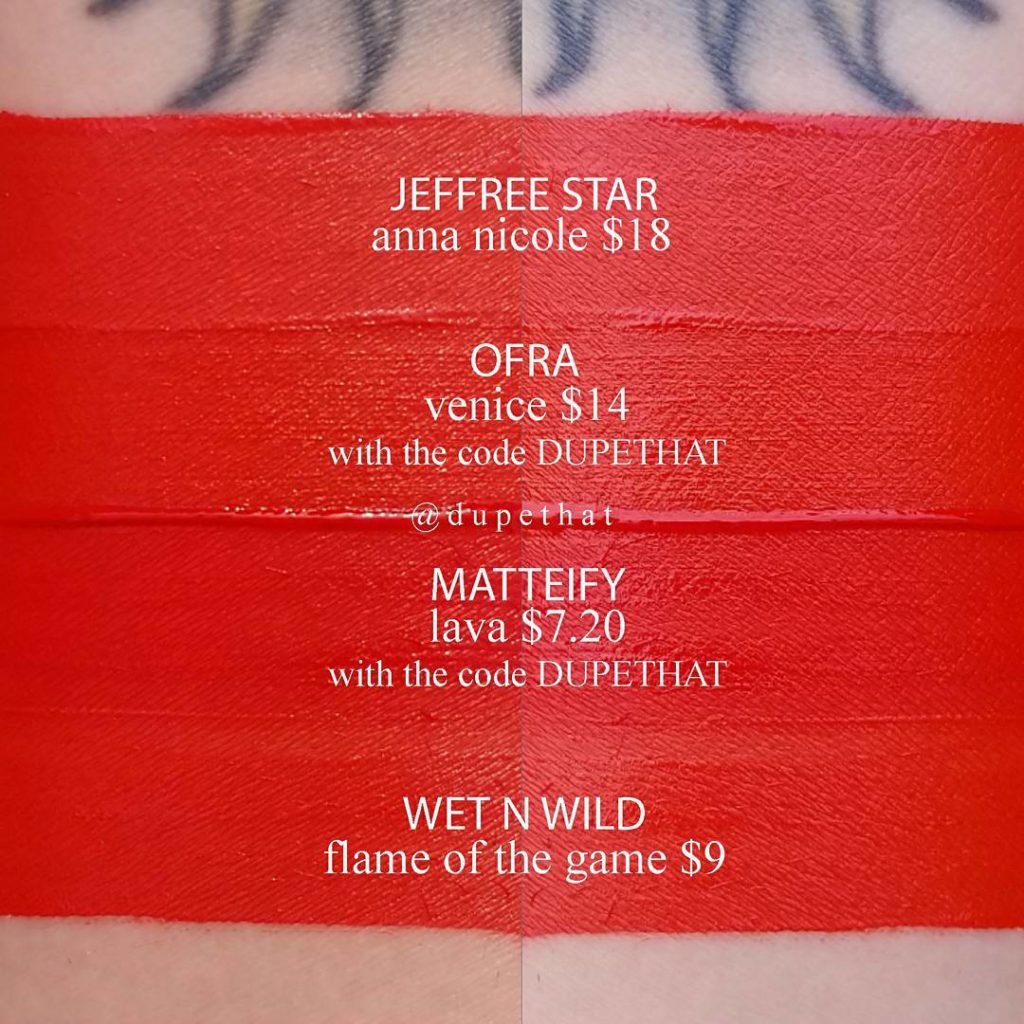 JEFFREE STAR
anna nicole $18
OFRA
venice $14
with the code DUPETHAT
@dupethat
MATTEIFY
lava $7.20
with the code DUPETHAT
WET N WILD
flame of the game $9